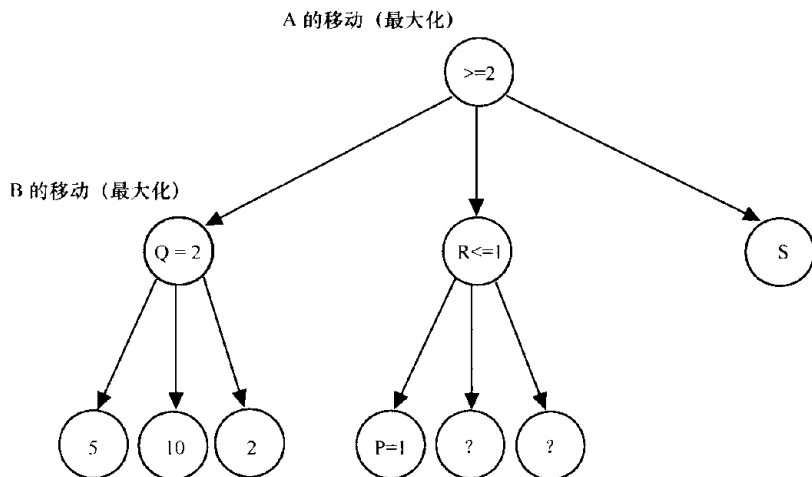 A 的移动 (最大化)
>=2
B 的移动 (最大化)
Q = 2
R<=1
S
5
10
2
P=1
?
?